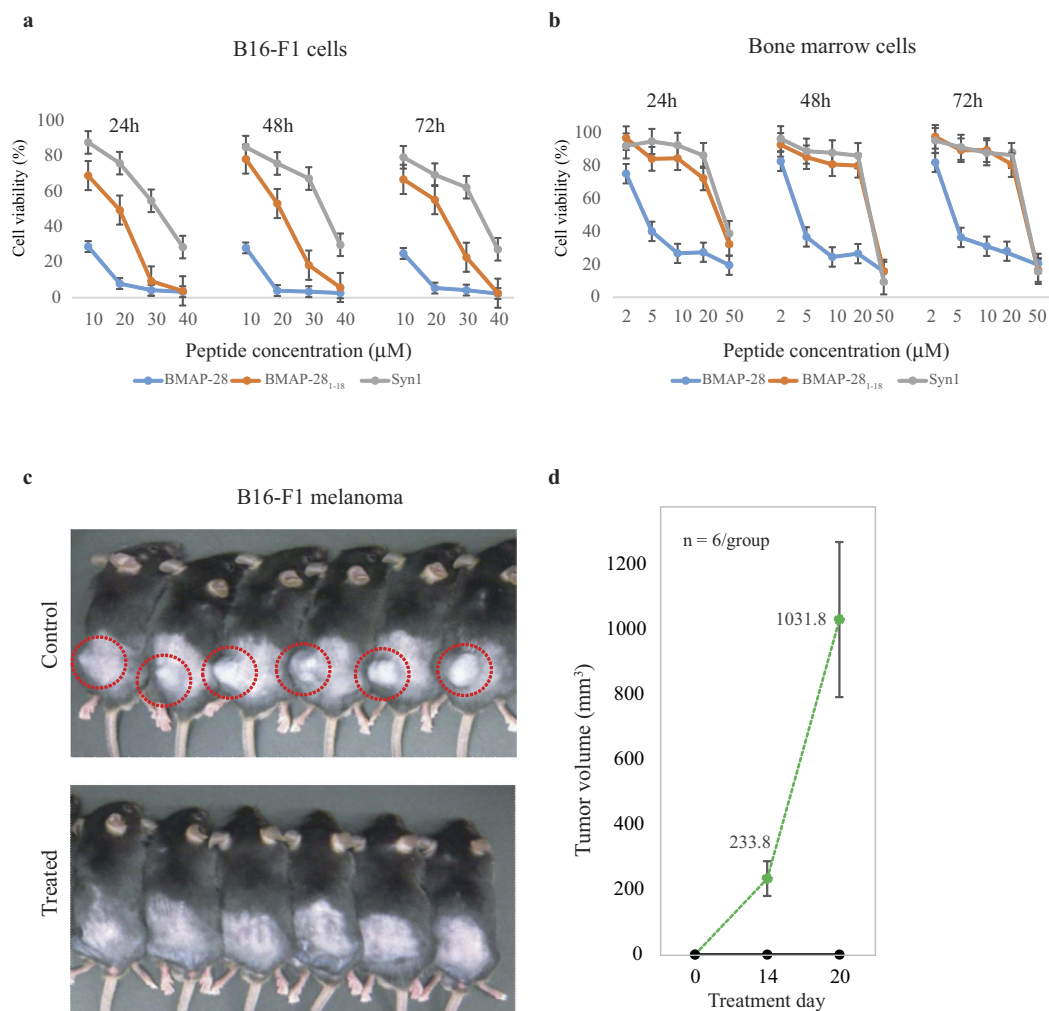 a
B16-F1 cells
Cell viability (%)
100
80
60
40
20
0
24h
48h
72h
10 20 30 40
10 20 30 40
10 20 30 40
Peptide concentration (µM)
BMAP-28 BMAP-28₁₋₁₈ Syn1
b
Bone marrow cells
Cell viability (%)
100
80
60
40
20
0
24h
48h
72h
2 5 10 20 50
2 5 10 20 50
2 5 10 20 50
Peptide concentration (µM)
BMAP-28 BMAP-28₁₋₁₈ Syn1
c
B16-F1 melanoma
Control
Treated
d
n = 6/group
Tumor volume (mm³)
1200
1000
800
600
400
200
0
1031.8
233.8
0 14 20
Treatment day